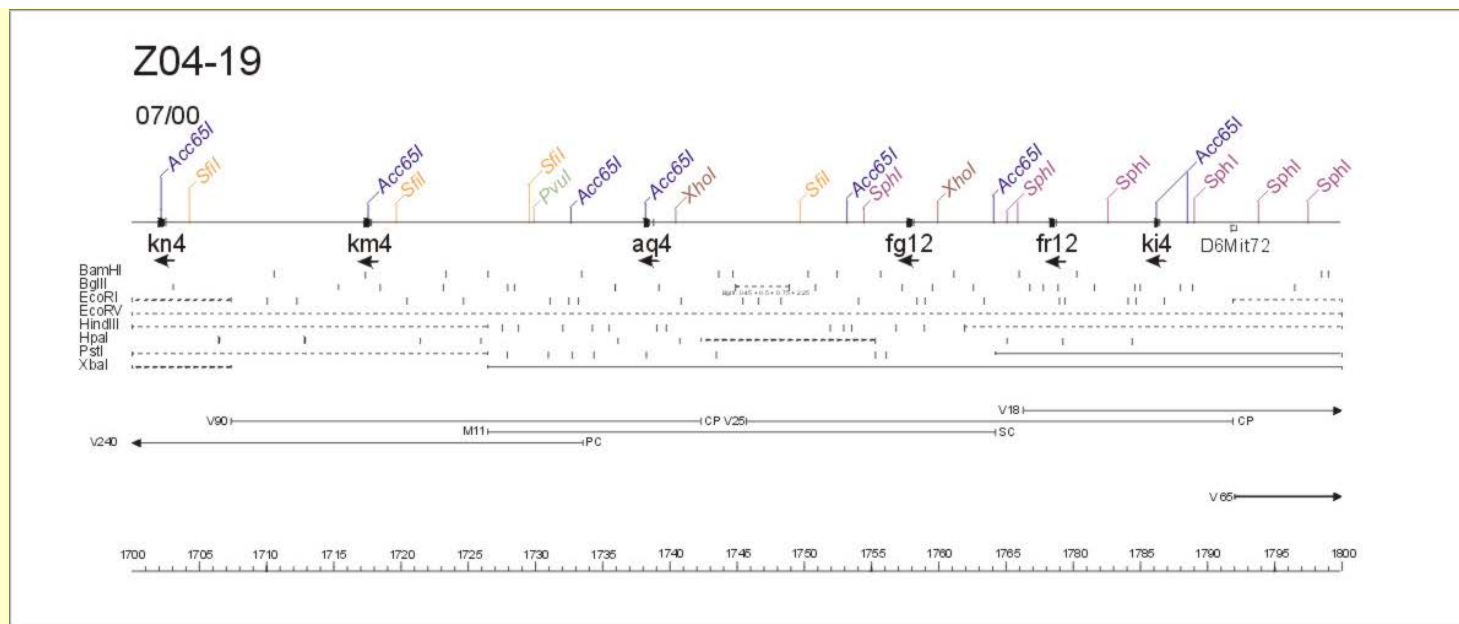 Z04-19
07/00
Acc65I SfiI Acc65I SfiI SfiI PvuI Acc65I Acc65I XhoI SfiI Acc65I SphI XhoI Acc65I SphI SphI Acc65I SphI SphI SphI
kn4 km4 aq4 fg12 fr12 ki4 D6Mit72
BamHI
BglII
EcoRI
EcoRV
HindIII
HpaI
PstI
XbaI
V18
V90 CP V25 CP
M11 SC
V240 PC
V65
1700 1705 1710 1715 1720 1725 1730 1735 1740 1745 1750 1755 1760 1765 1770 1775 1780 1785 1790 1795 1800